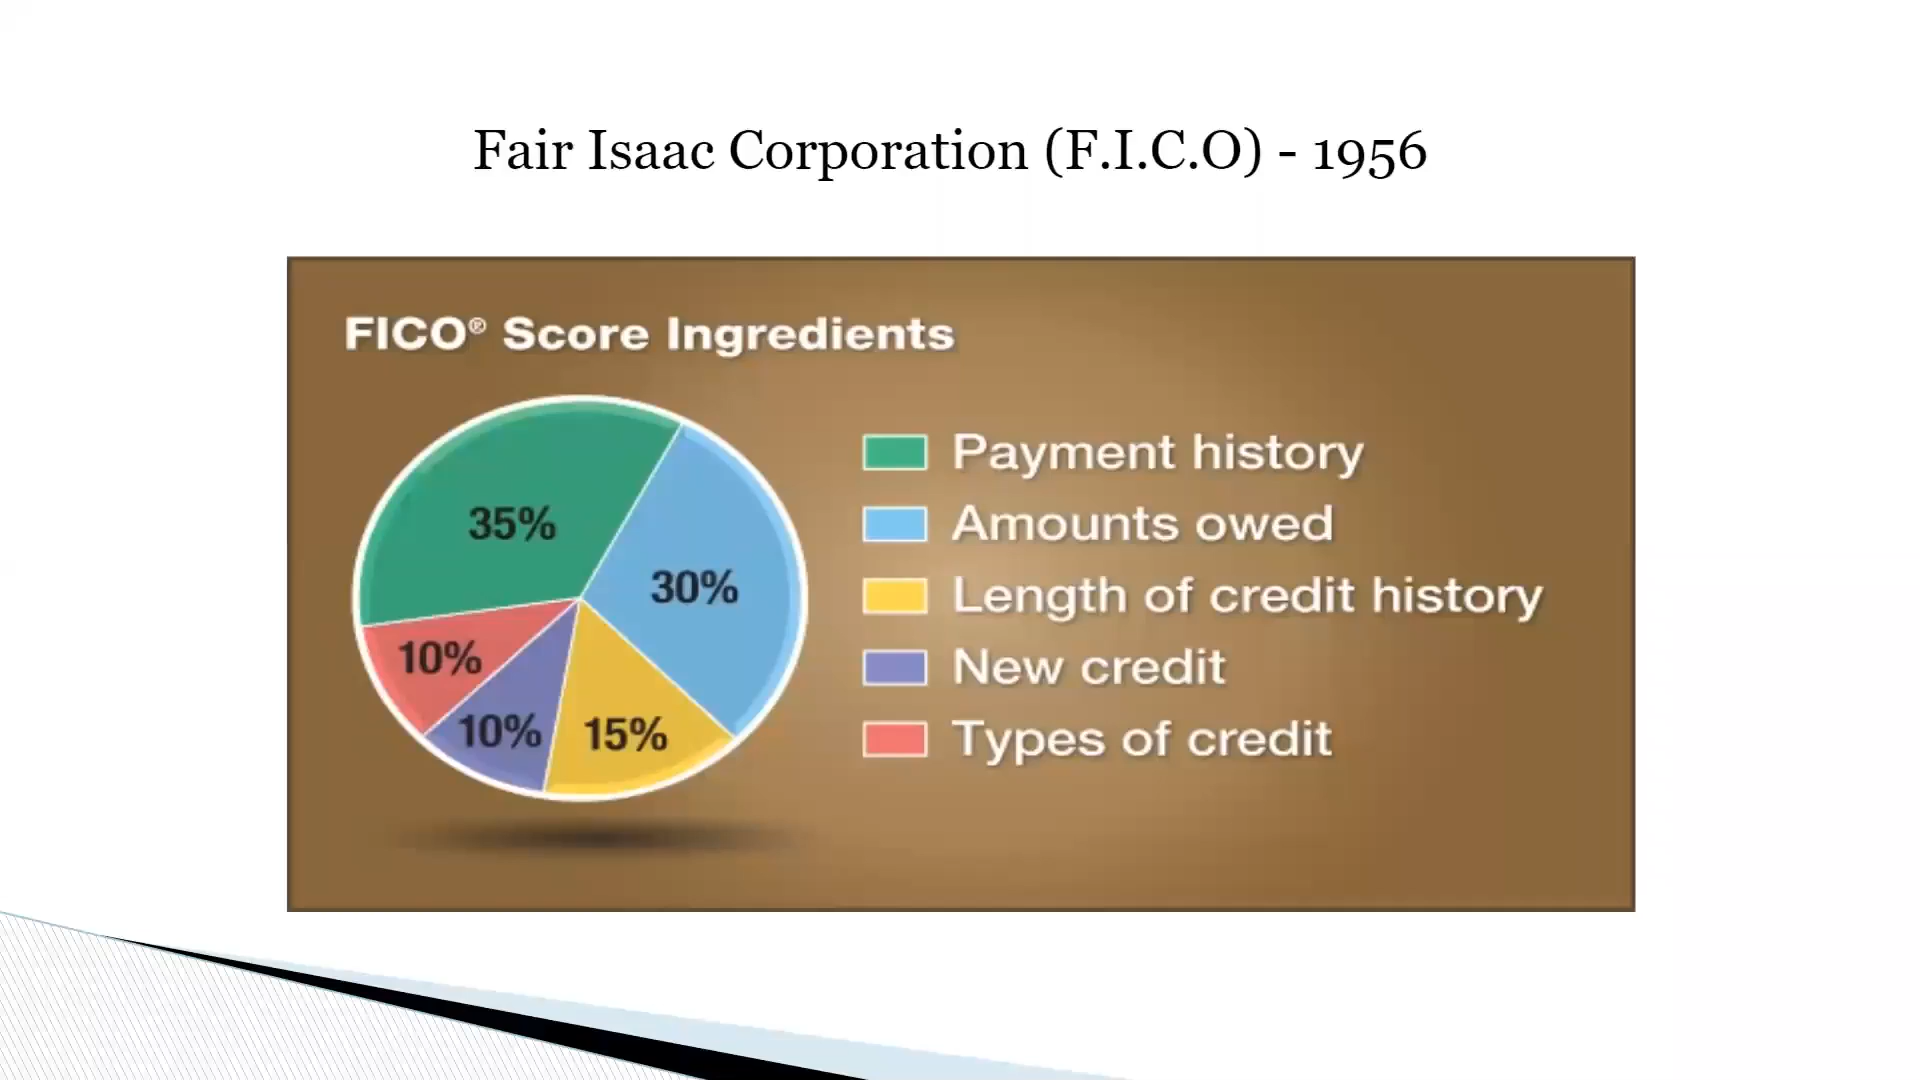 Fair Isaac Corporation (F.I.C.O) - 1956
FICO® Score Ingredients
35%
30%
10%
10%
15%
Payment history
Amounts owed
Length of credit history
New credit
Types of credit